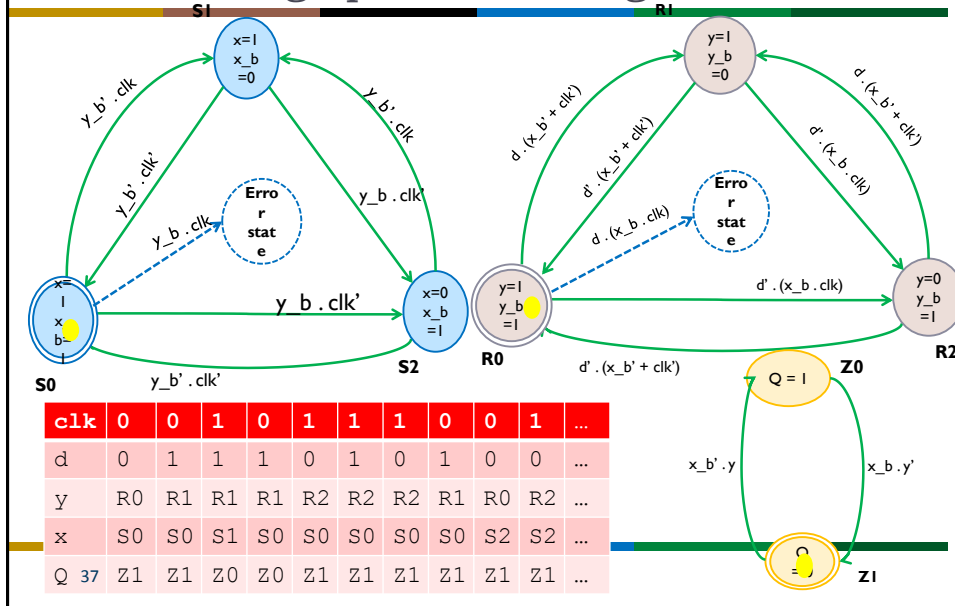 S1
R1
x=1
x_b
=0
y=1
y_b
=0
y_b' . clk
y_b' . clk'
y_b . clk
Erro
r
stat
e
y_b . clk'
y_b' . clk
d . (x_b' + clk')
d' . (x_b' + clk')
d . (x_b . clk)
Erro
r
stat
e
d' . (x_b . clk)
d . (x_b' + clk')
x=
1
x
b=
1
y_b . clk'
x=0
x_b
=1
y=1
y_b
=1
d' . (x_b . clk)
y=0
y_b
=1
S0
y_b' . clk'
S2
R0
d' . (x_b' + clk')
R2
Q = 1
Z0
x_b' . y
x_b . y'
Q
Z1
clk 0 0 1 0 1 1 1 0 0 1 ...
d 0 1 1 1 0 1 0 1 0 0 ...
y R0 R1 R1 R1 R2 R2 R2 R1 R0 R2 ...
x S0 S0 S1 S0 S0 S0 S0 S0 S2 S2 ...
Q 37 Z1 Z1 Z0 Z0 Z1 Z1 Z1 Z1 Z1 Z1 ...